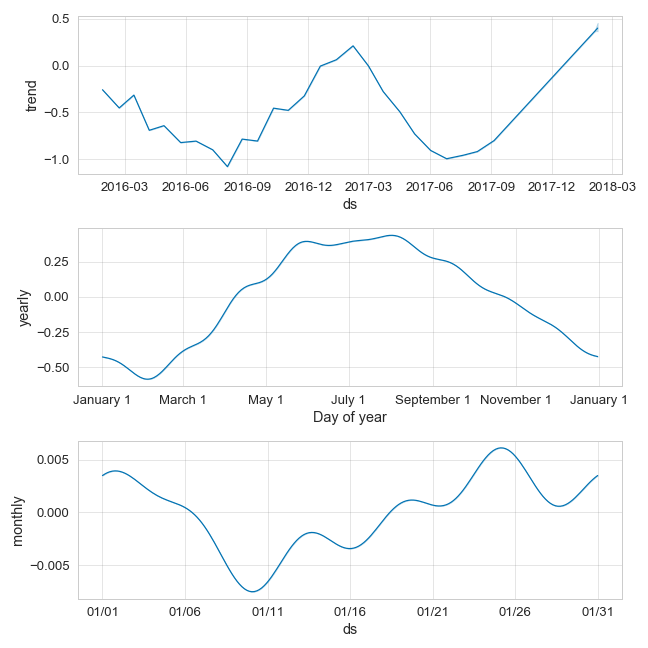 0.5
0.0
−0.5
−1.0
trend
2016-03 2016-06 2016-09 2016-12 2017-03 2017-06 2017-09 2017-12 2018-03
ds
0.25
0.00
−0.25
−0.50
yearly
January 1 March 1 May 1 July 1 September 1 November 1 January 1
Day of year
0.005
0.000
−0.005
monthly
01/01 01/06 01/11 01/16 01/21 01/26 01/31
ds